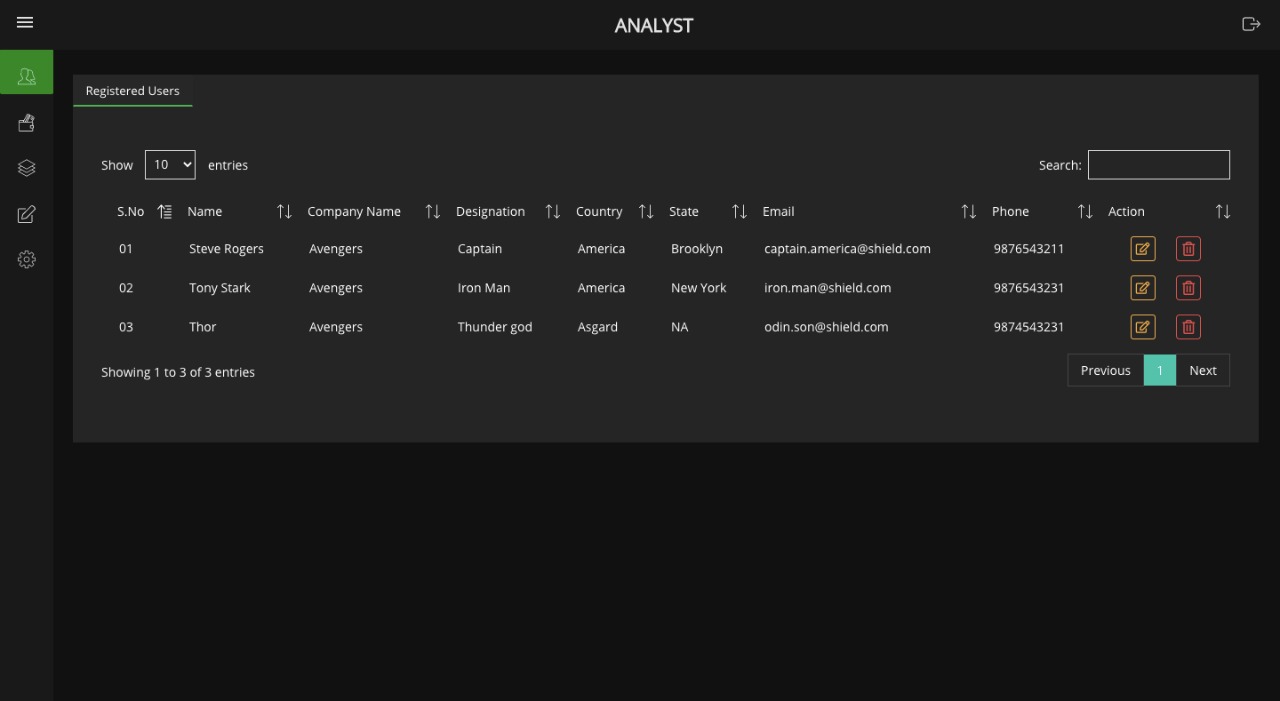 ANALYST
Registered Users
Show 10 entries Search:
S.No Name Company Name Designation Country State Email Phone Action
01 Steve Rogers Avengers Captain America Brooklyn captain.america@shield.com 9876543211
02 Tony Stark Avengers Iron Man America New York iron.man@shield.com 9876543231
03 Thor Avengers Thunder god Asgard NA odin.son@shield.com 9874543231
Showing 1 to 3 of 3 entries Previous 1 Next